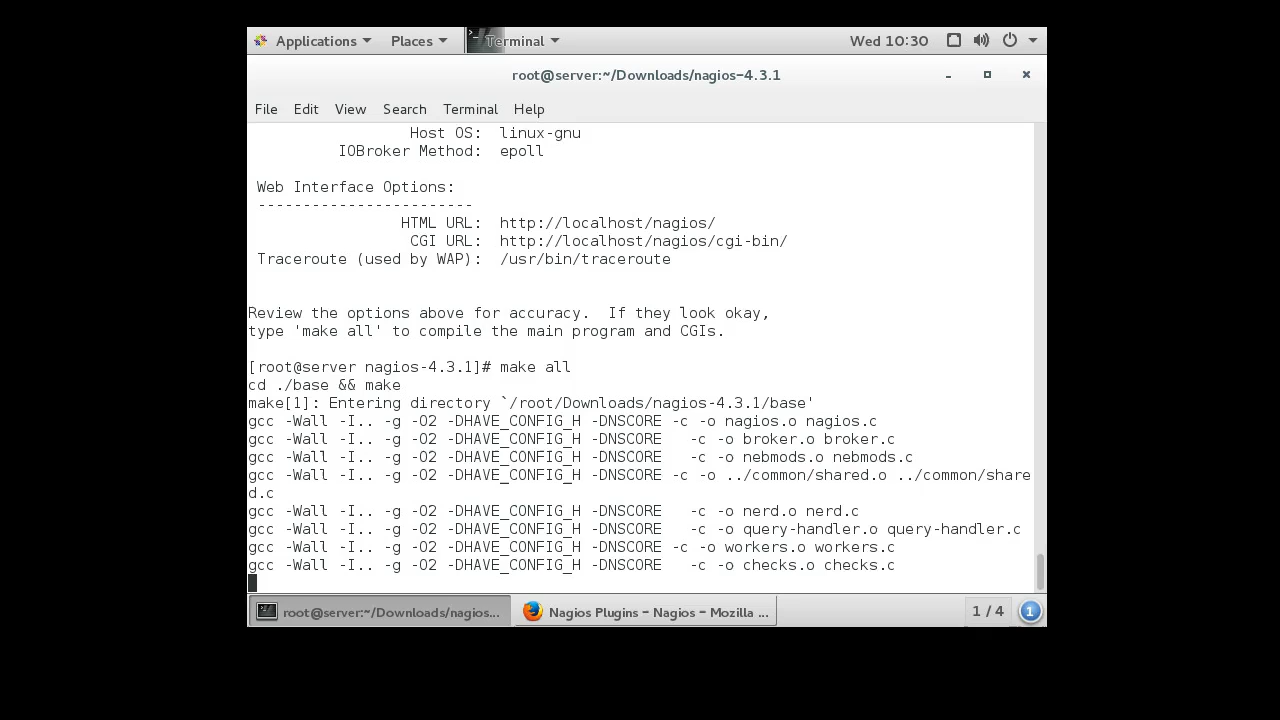 Applications Places Terminal Wed 10:30
root@server:~/Downloads/nagios-4.3.1
File Edit View Search Terminal Help
Host OS: linux-gnu
IOBroker Method: epoll
Web Interface Options:
------------------------
HTML URL: http://localhost/nagios/
CGI URL: http://localhost/nagios/cgi-bin/
Traceroute (used by WAP): /usr/bin/traceroute
Review the options above for accuracy. If they look okay,
type 'make all' to compile the main program and CGIs.
[root@server nagios-4.3.1]# make all
cd ./base && make
make[1]: Entering directory `/root/Downloads/nagios-4.3.1/base'
gcc -Wall -I.. -g -O2 -DHAVE_CONFIG_H -DNSCORE -c -o nagios.o nagios.c
gcc -Wall -I.. -g -O2 -DHAVE_CONFIG_H -DNSCORE   -c -o broker.o broker.c
gcc -Wall -I.. -g -O2 -DHAVE_CONFIG_H -DNSCORE   -c -o nebmods.o nebmods.c
gcc -Wall -I.. -g -O2 -DHAVE_CONFIG_H -DNSCORE -c -o ../common/shared.o ../common/share
d.c
gcc -Wall -I.. -g -O2 -DHAVE_CONFIG_H -DNSCORE   -c -o nerd.o nerd.c
gcc -Wall -I.. -g -O2 -DHAVE_CONFIG_H -DNSCORE   -c -o query-handler.o query-handler.c
gcc -Wall -I.. -g -O2 -DHAVE_CONFIG_H -DNSCORE -c -o workers.o workers.c
gcc -Wall -I.. -g -O2 -DHAVE_CONFIG_H -DNSCORE   -c -o checks.o checks.c
root@server:~/Downloads/nagios... Nagios Plugins - Nagios - Mozilla ... 1 / 4 1